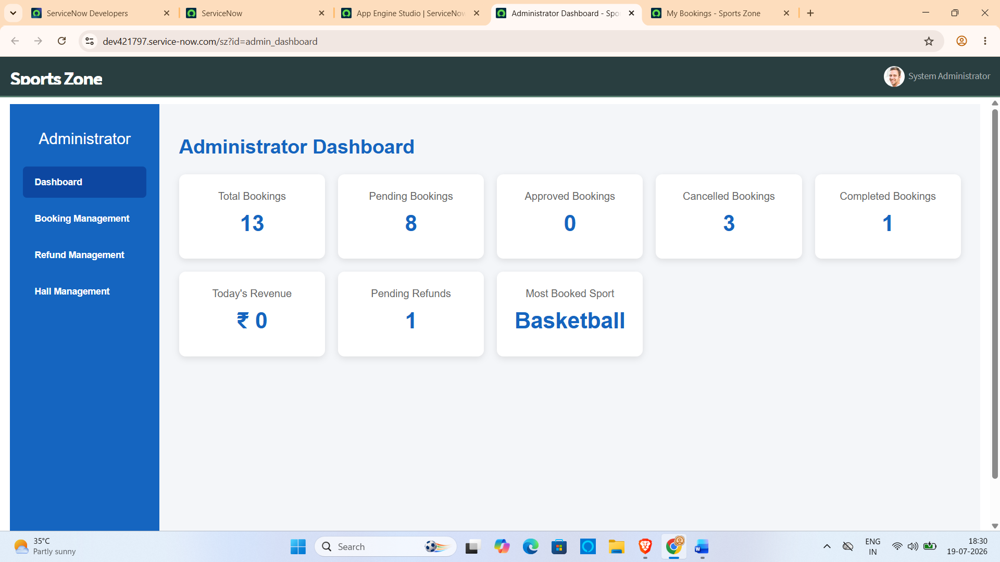 ServiceNow Developers
ServiceNow
App Engine Studio | ServiceNow
Administrator Dashboard - Spo
My Bookings - Sports Zone
dev421797.service-now.com/sz?id=admin_dashboard
Sports Zone
System Administrator
Administrator
Dashboard
Booking Management
Refund Management
Hall Management
Administrator Dashboard
Total Bookings
13
Pending Bookings
8
Approved Bookings
0
Cancelled Bookings
3
Completed Bookings
1
Today's Revenue
₹ 0
Pending Refunds
1
Most Booked Sport
Basketball
35°C
Partly sunny
Search
ENG
IN
18:30
19-07-2026